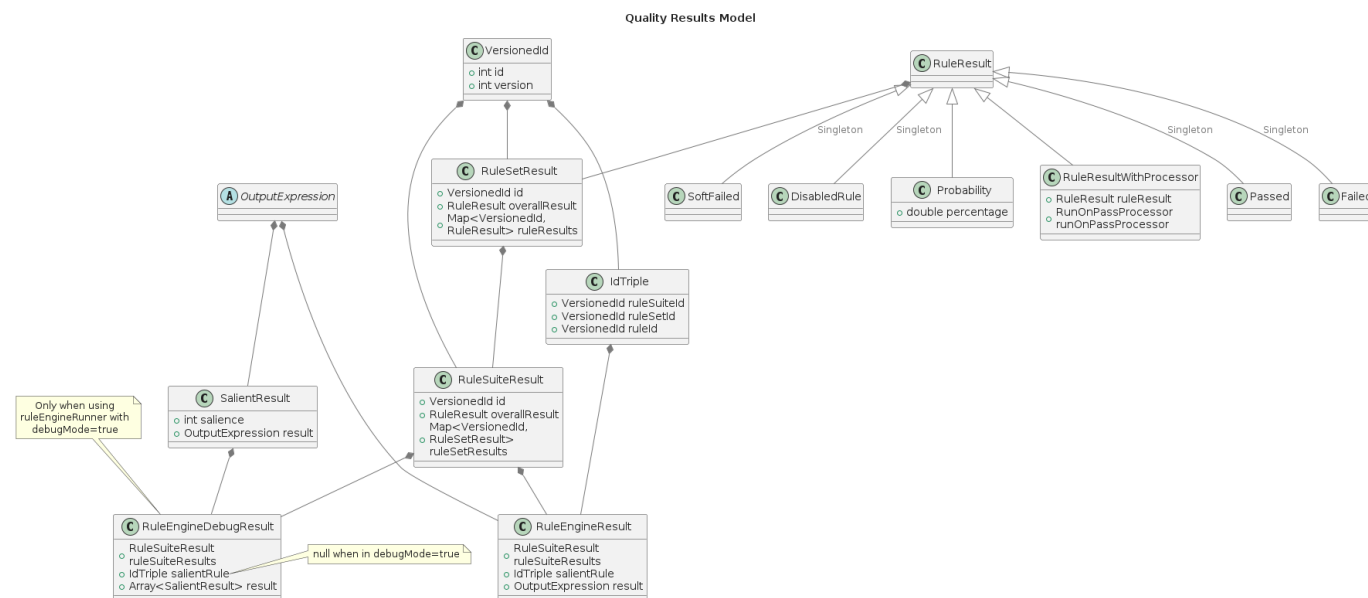 Quality Results Model
C VersionedId
int id
int version
C RuleResult
Singleton
Singleton
Singleton
Singleton
C RuleSetResult
VersionedId id
RuleResult overallResult
Map<VersionedId,
RuleResult> ruleResults
A OutputExpression
C SoftFailed
C DisabledRule
C Probability
double percentage
C RuleResultWithProcessor
RuleResult ruleResult
RunOnPassProcessor
runOnPassProcessor
C Passed
C Failed
C IdTriple
VersionedId ruleSuiteId
VersionedId ruleSetId
VersionedId ruleId
C RuleSuiteResult
VersionedId id
RuleResult overallResult
Map<VersionedId,
RuleSetResult>
ruleSetResults
C SalientResult
int salience
OutputExpression result
Only when using
ruleEngineRunner with
debugMode=true
C RuleEngineDebugResult
RuleSuiteResult
ruleSuiteResults
IdTriple salientRule
Array<SalientResult> result
null when in debugMode=true
C RuleEngineResult
RuleSuiteResult
ruleSuiteResults
IdTriple salientRule
OutputExpression result